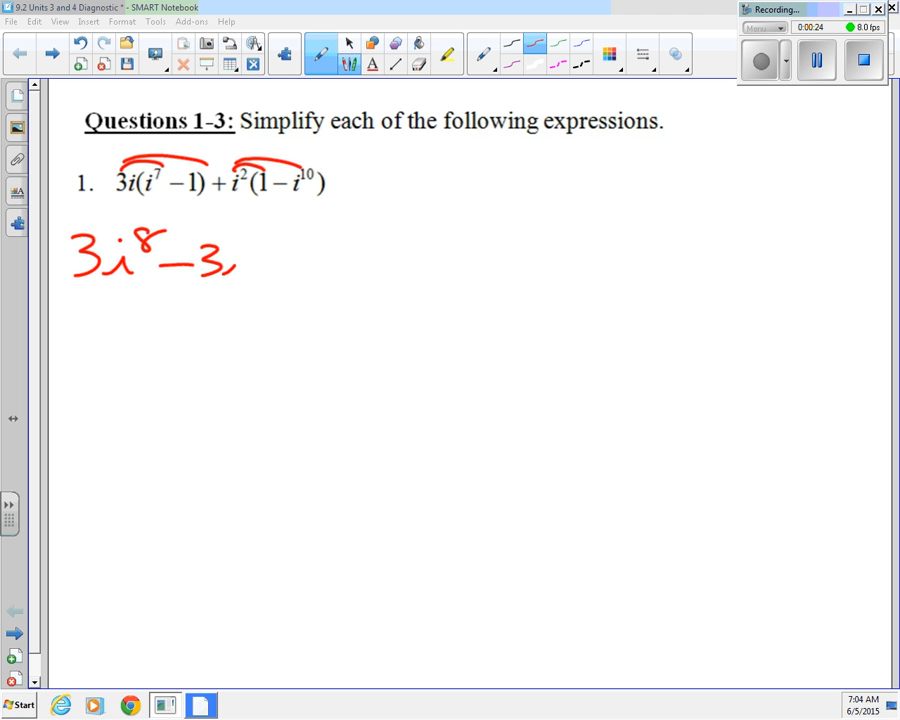 9.2 Units 3 and 4 Diagnostic * - SMART Notebook
File Edit View Insert Format Tools Add-ons Help
Recording...
Menu 0:00:24 8.0 fps
Questions 1-3: Simplify each of the following expressions.
1. 3i(i⁷ − 1) + i²(1 − i¹⁰)
3i⁸ − 3
Start
7:04 AM
6/5/2015